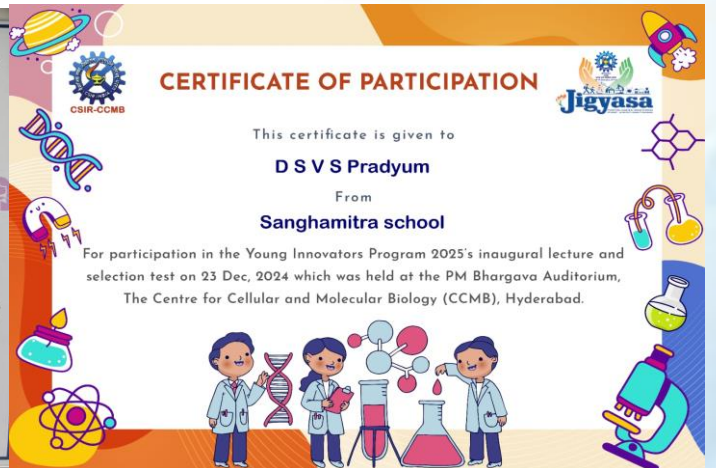 CERTIFICATE OF PARTICIPATION
CSIR-CCMB
Jigyasa
This certificate is given to
D S V S Pradyum
From
Sanghamitra school
For participation in the Young Innovators Program 2025's inaugural lecture and
selection test on 23 Dec, 2024 which was held at the PM Bhargava Auditorium,
The Centre for Cellular and Molecular Biology (CCMB), Hyderabad.